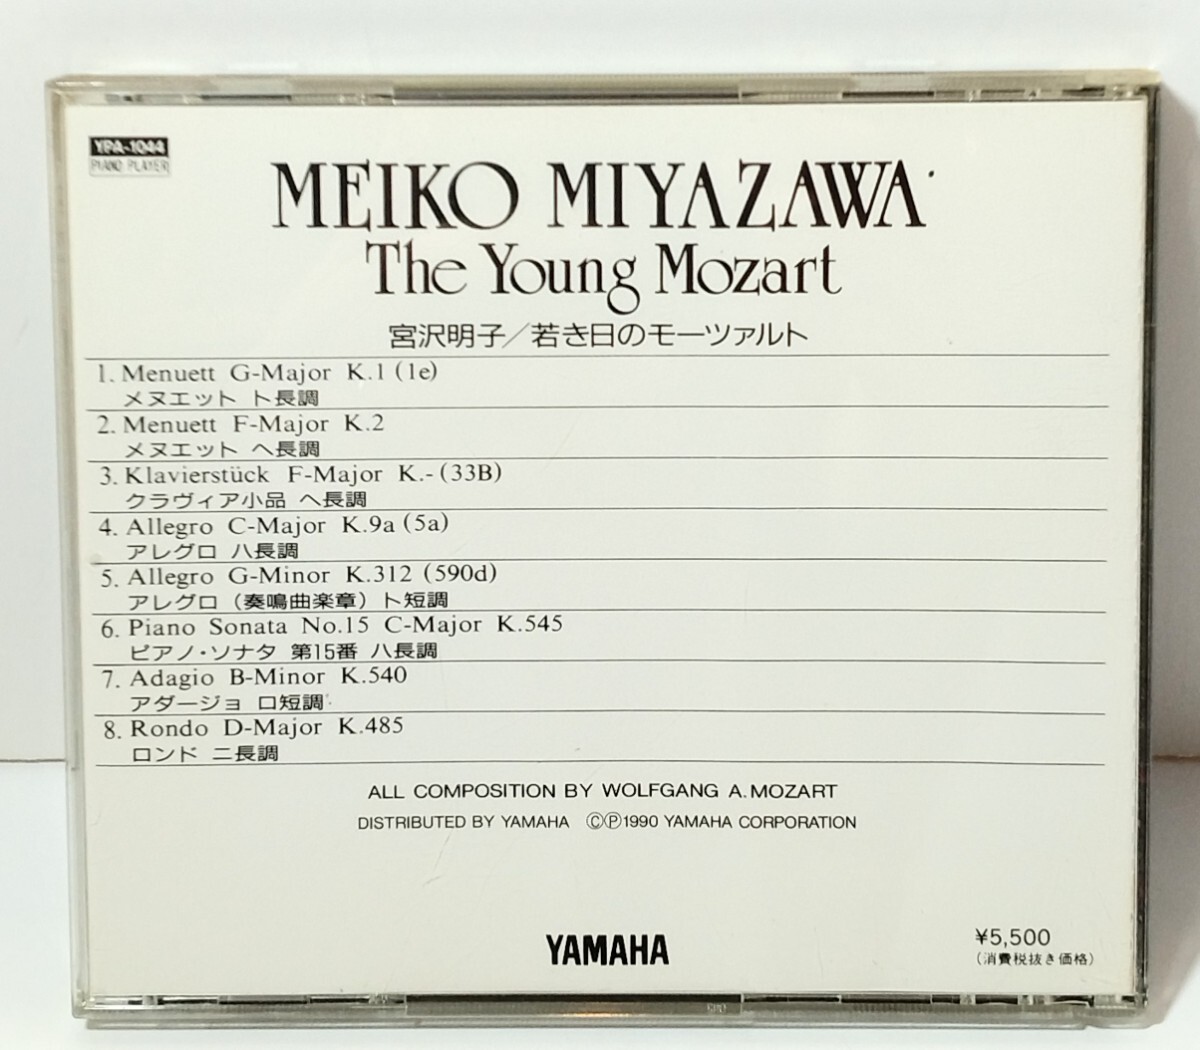 YPA-1044
PIANO PLAYER
MEIKO MIYAZAWA
The Young Mozart
宮沢明子/若き日のモーツァルト
1. Menuett G-Major K.1 (1e)
メヌエット ト長調
2. Menuett F-Major K.2
メヌエット ヘ長調
3. Klavierstück F-Major K.- (33B)
クラヴィア小品 ヘ長調
4. Allegro C-Major K.9a (5a)
アレグロ ハ長調
5. Allegro G-Minor K.312 (590d)
アレグロ (奏鳴曲楽章) ト短調
6. Piano Sonata No.15 C-Major K.545
ピアノ・ソナタ 第15番 ハ長調
7. Adagio B-Minor K.540
アダージョ ロ短調
8. Rondo D-Major K.485
ロンド ニ長調
ALL COMPOSITION BY WOLFGANG A.MOZART
DISTRIBUTED BY YAMAHA ©℗1990 YAMAHA CORPORATION
YAMAHA
¥5,500
(消費税抜き価格)